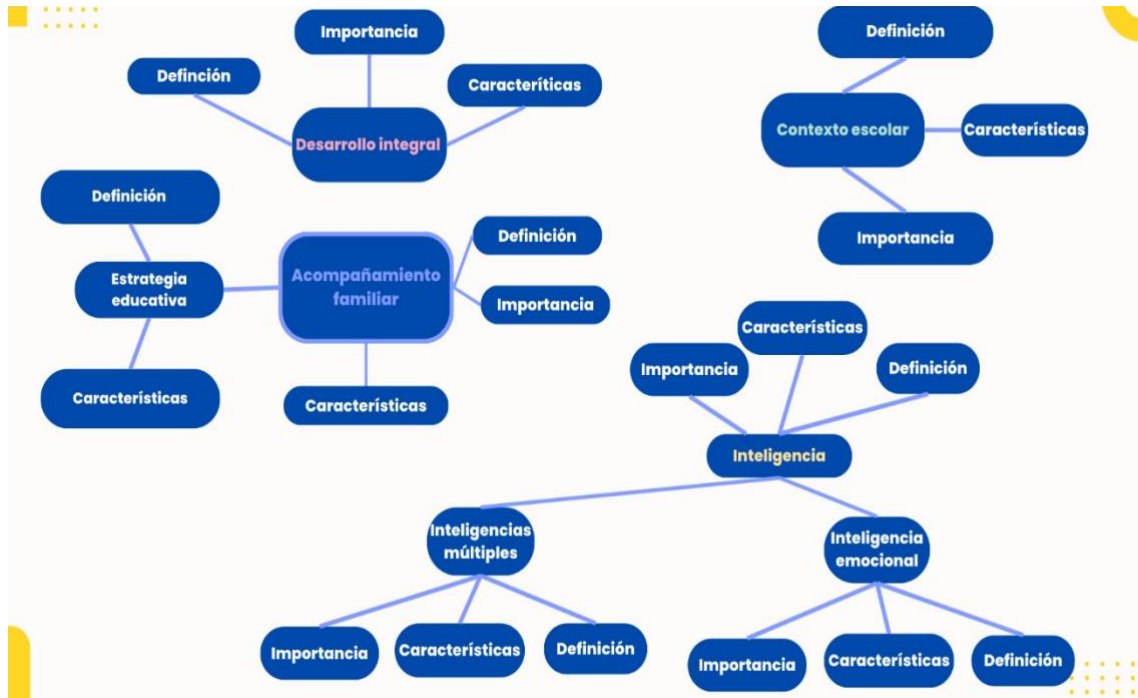 Importancia
Definción
Caracteríticas
Desarrollo integral
Definición
Contexto escolar
Características
Importancia
Definición
Estrategia
educativa
Características
Acompañamiento
familiar
Definición
Importancia
Características
Características
Importancia
Definición
Inteligencia
Inteligencias
múltiples
Importancia
Características
Definición
Inteligencia
emocional
Importancia
Características
Definición